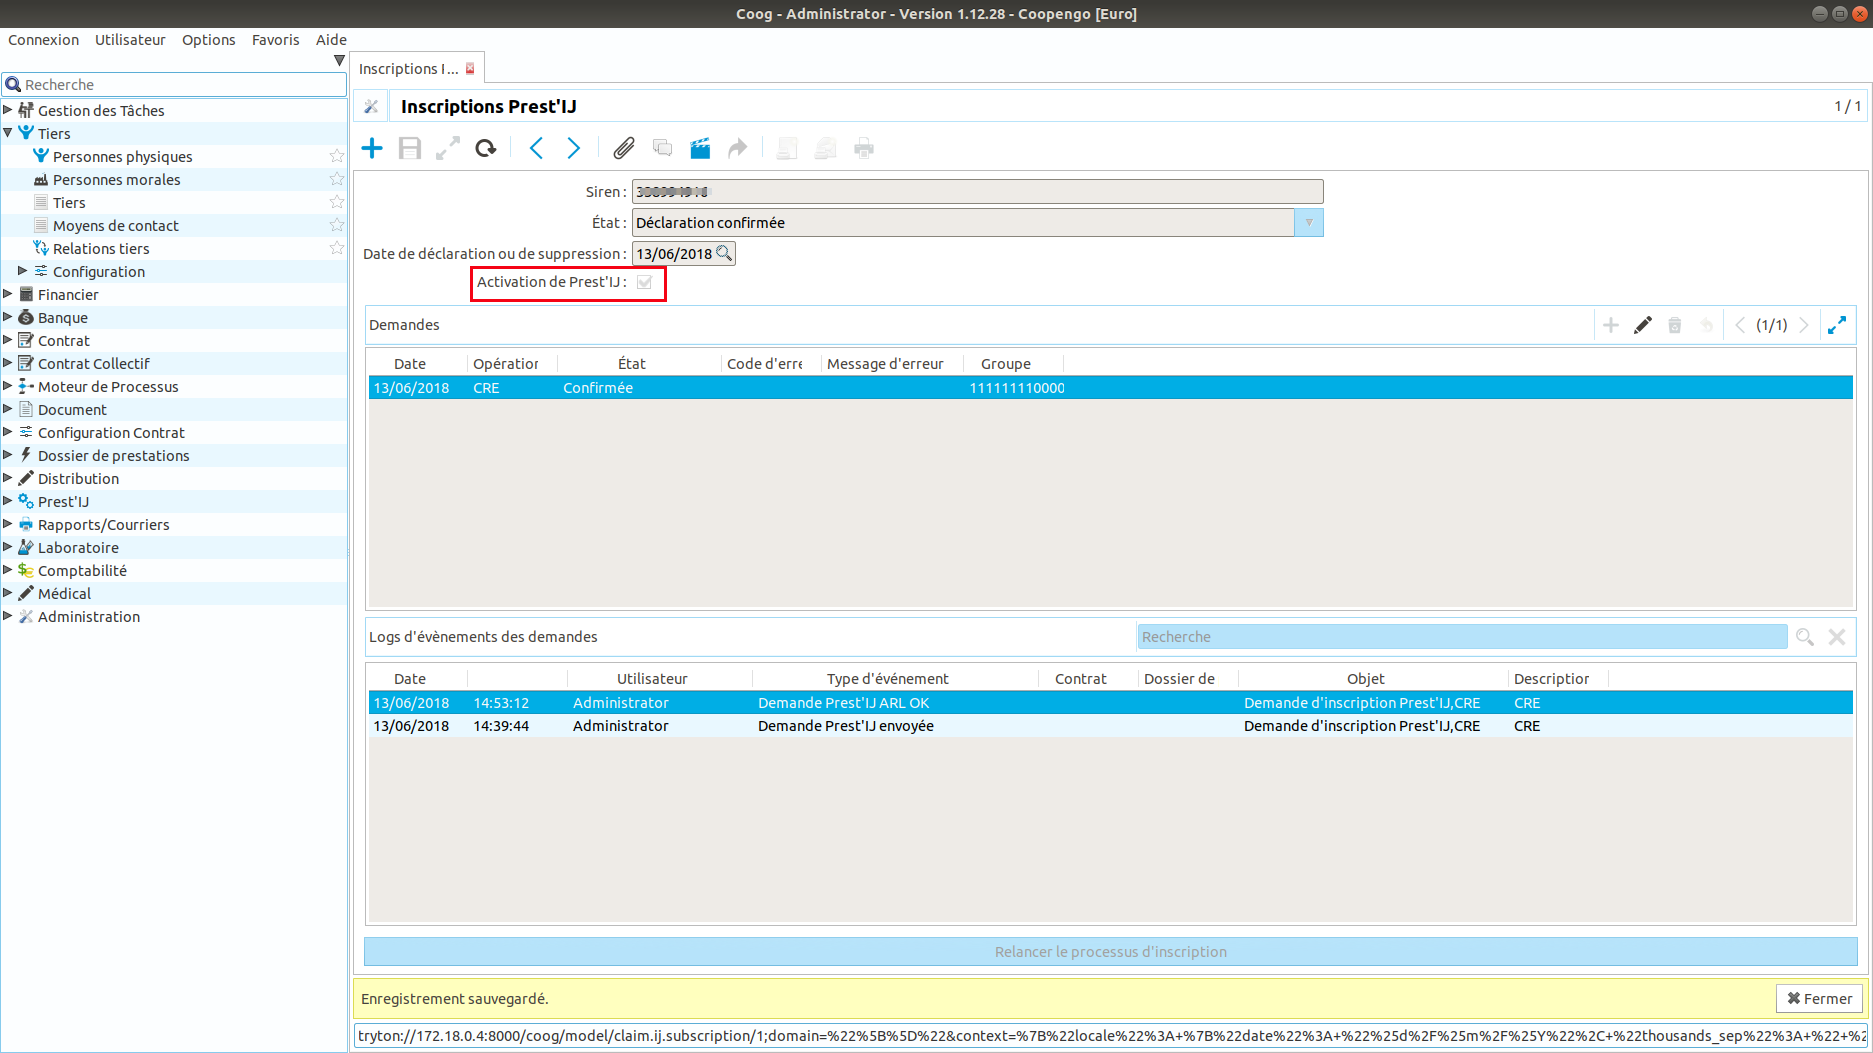 Coog - Administrator - Version 1.12.28 - Coopengo [Euro]
Connexion Utilisateur Options Favoris Aide
Recherche
Gestion des Tâches
Tiers
Personnes physiques
Personnes morales
Tiers
Moyens de contact
Relations tiers
Configuration
Financier
Banque
Contrat
Contrat Collectif
Moteur de Processus
Document
Configuration Contrat
Dossier de prestations
Distribution
Prest'IJ
Rapports/Courriers
Laboratoire
Comptabilité
Médical
Administration
Inscriptions I ...
Inscriptions Prest'IJ
1 / 1
Siren :
État : Déclaration confirmée
Date de déclaration ou de suppression : 13/06/2018
Activation de Prest'IJ :
Demandes (1/1)
Date Opération État Code d'erre Message d'erreur Groupe
13/06/2018 CRE Confirmée 111111110000
Logs d'évènements des demandes Recherche
Date Utilisateur Type d'événement Contrat Dossier de Objet Description
13/06/2018 14:53:12 Administrator Demande Prest'IJ ARL OK Demande d'inscription Prest'IJ,CRE CRE
13/06/2018 14:39:44 Administrator Demande Prest'IJ envoyée Demande d'inscription Prest'IJ,CRE CRE
Relancer le processus d'inscription
Enregistrement sauvegardé. Fermer
tryton://172.18.0.4:8000/coog/model/claim.ij.subscription/1;domain=%22%5B%5D%22&context=%7B%22locale%22%3A+%7B%22date%22%3A+%22%25d%2F%25m%2F%25Y%22%2C+%22thousands_sep%22%3A+%22+%2